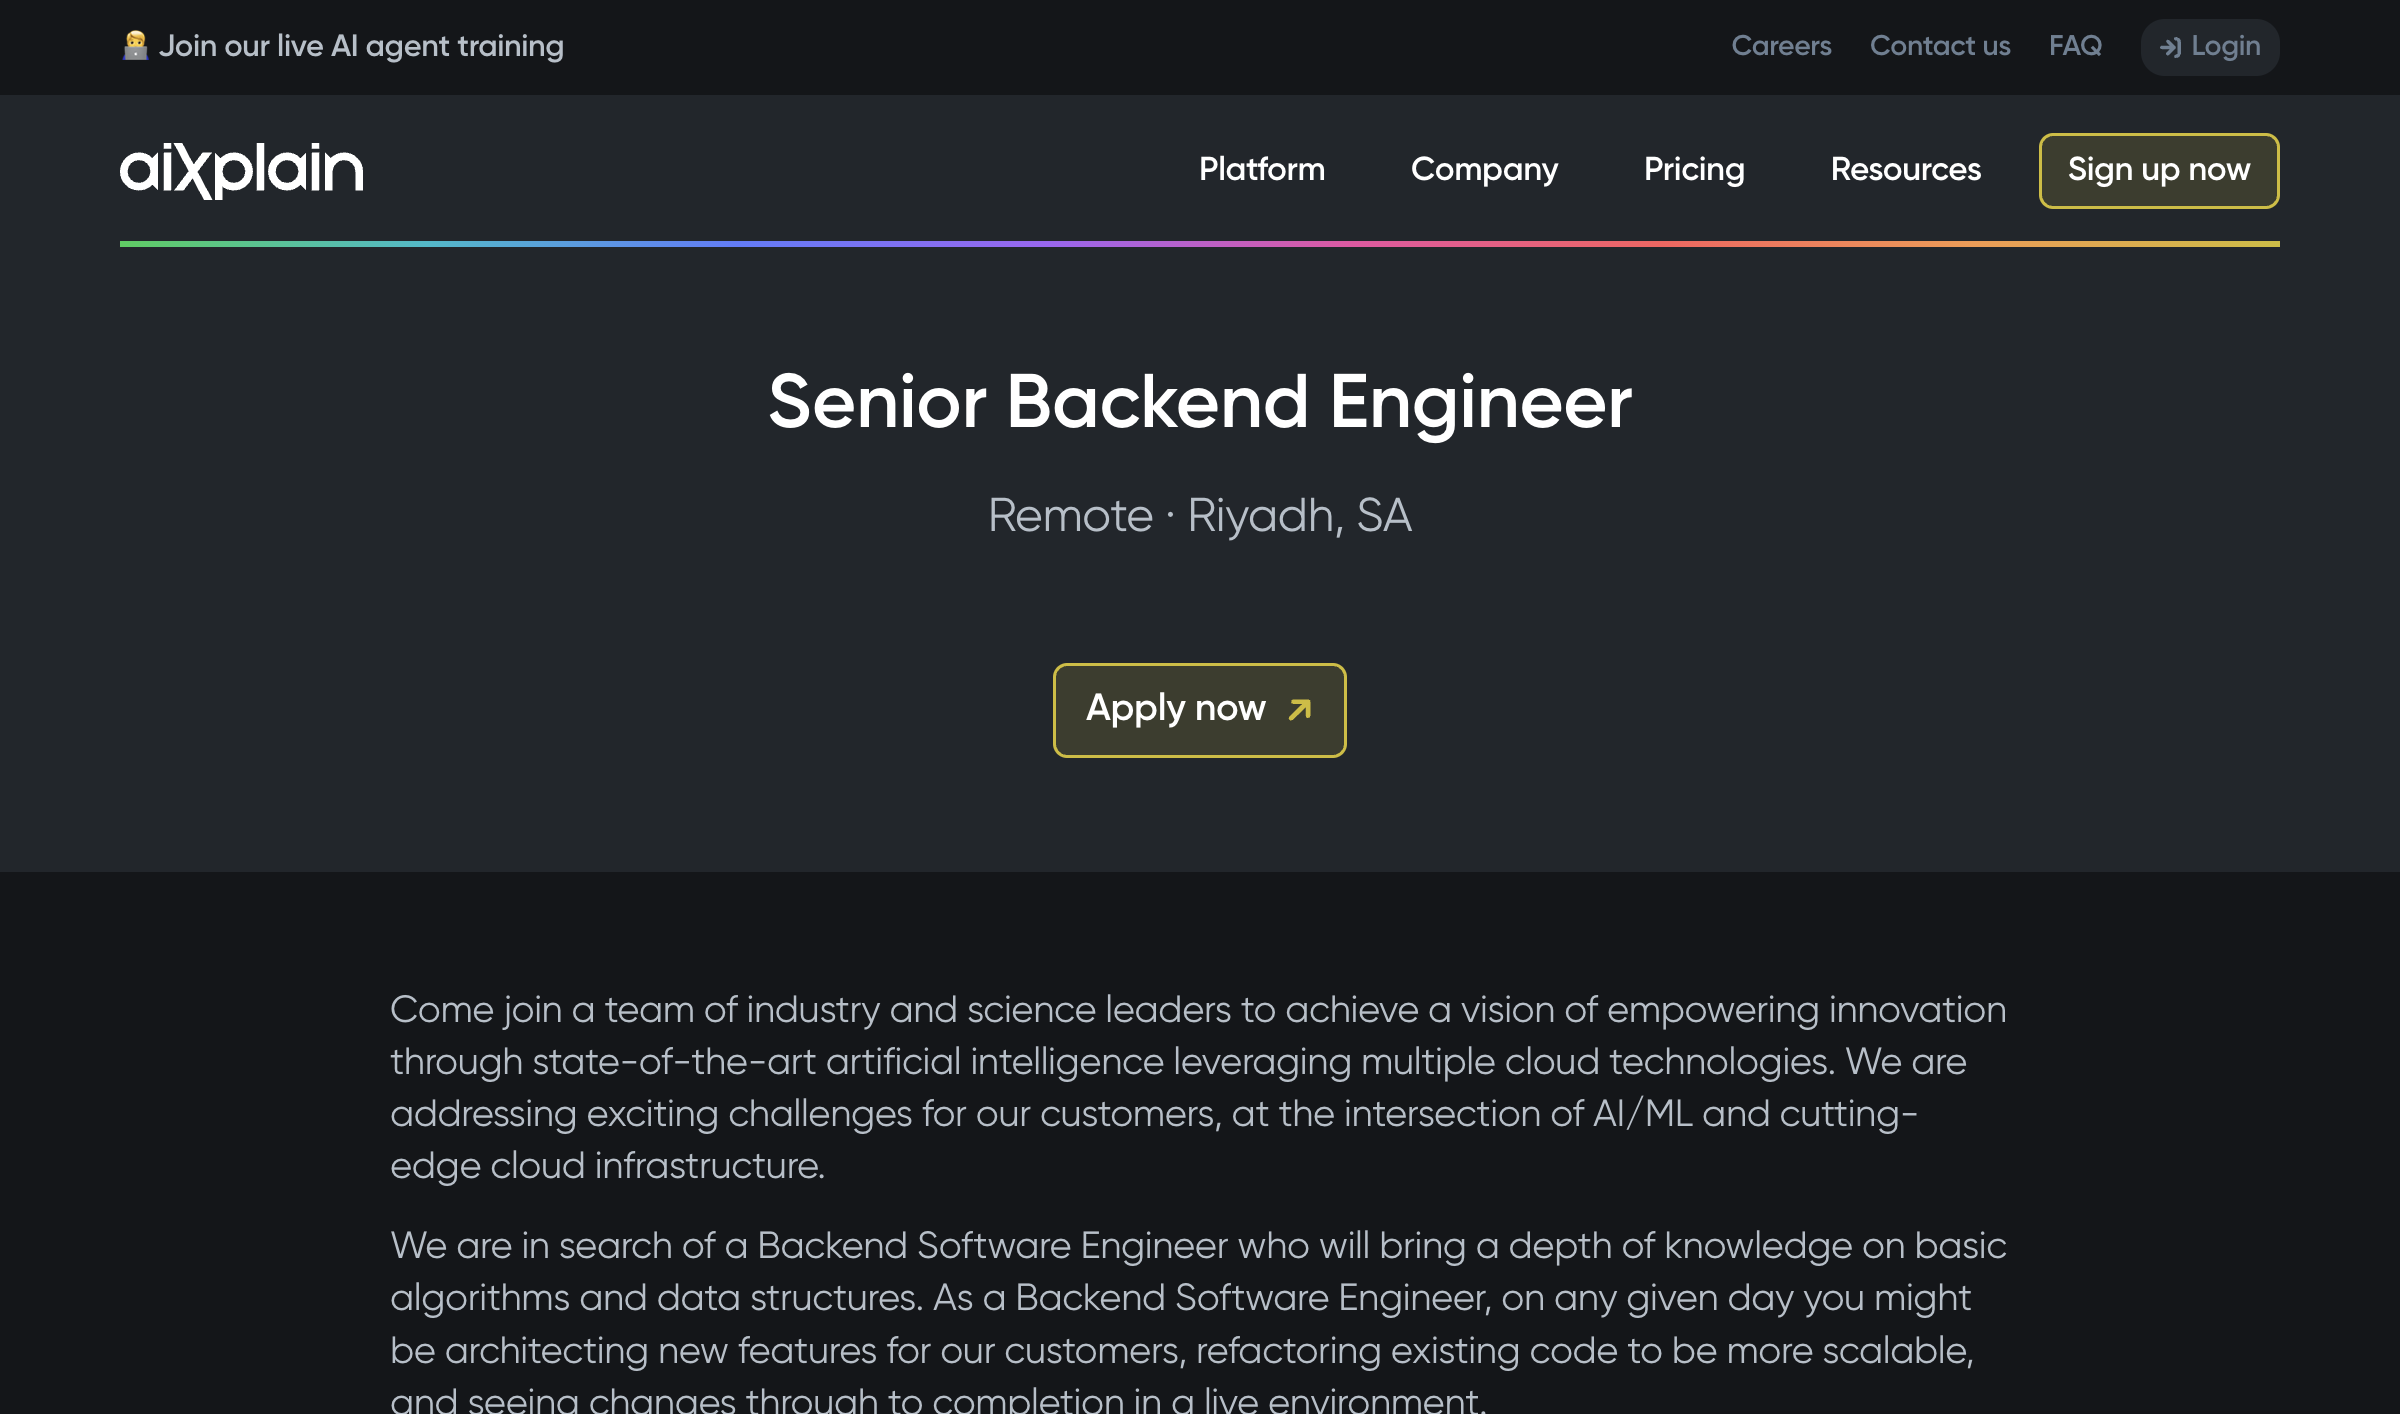 Join our live AI agent training
Careers
Contact us
FAQ
Login
aixplain
Platform
Company
Pricing
Resources
Sign up now
Senior Backend Engineer
Remote · Riyadh, SA
Apply now
Come join a team of industry and science leaders to achieve a vision of empowering innovation
through state-of-the-art artificial intelligence leveraging multiple cloud technologies. We are
addressing exciting challenges for our customers, at the intersection of AI/ML and cutting-
edge cloud infrastructure.
We are in search of a Backend Software Engineer who will bring a depth of knowledge on basic
algorithms and data structures. As a Backend Software Engineer, on any given day you might
be architecting new features for our customers, refactoring existing code to be more scalable,
and seeing changes through to completion in a live environment.